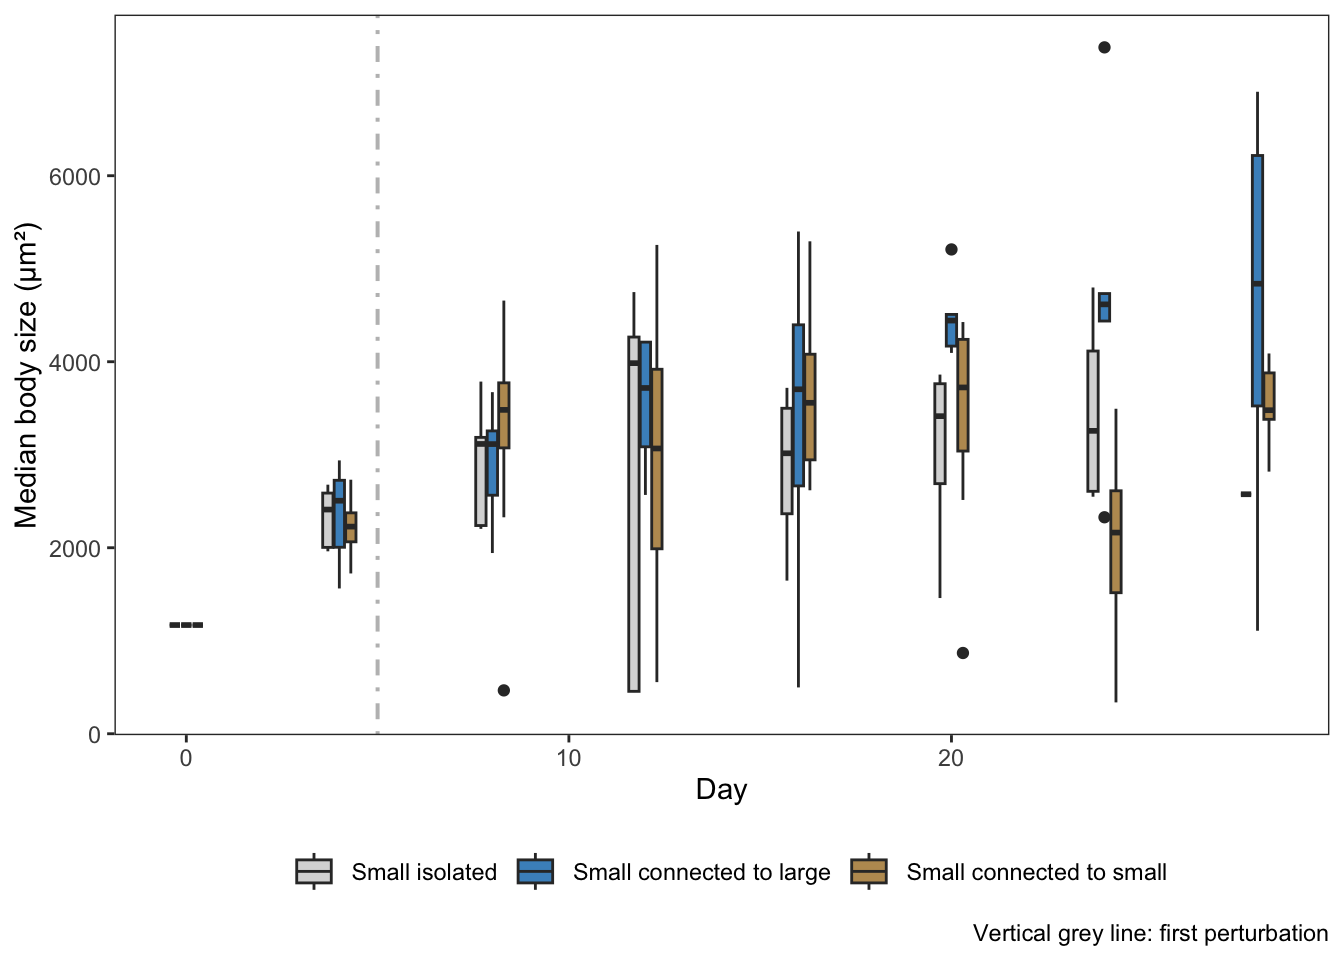 Median body size (µm²)
6000
4000
2000
0
0 10 20
Day
Small isolated Small connected to large Small connected to small
Vertical grey line: first perturbation